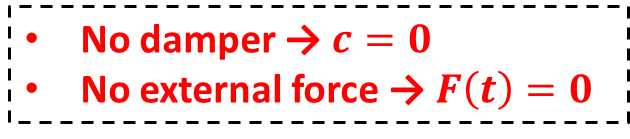 • No damper → c = 0
• No external force → F(t) = 0